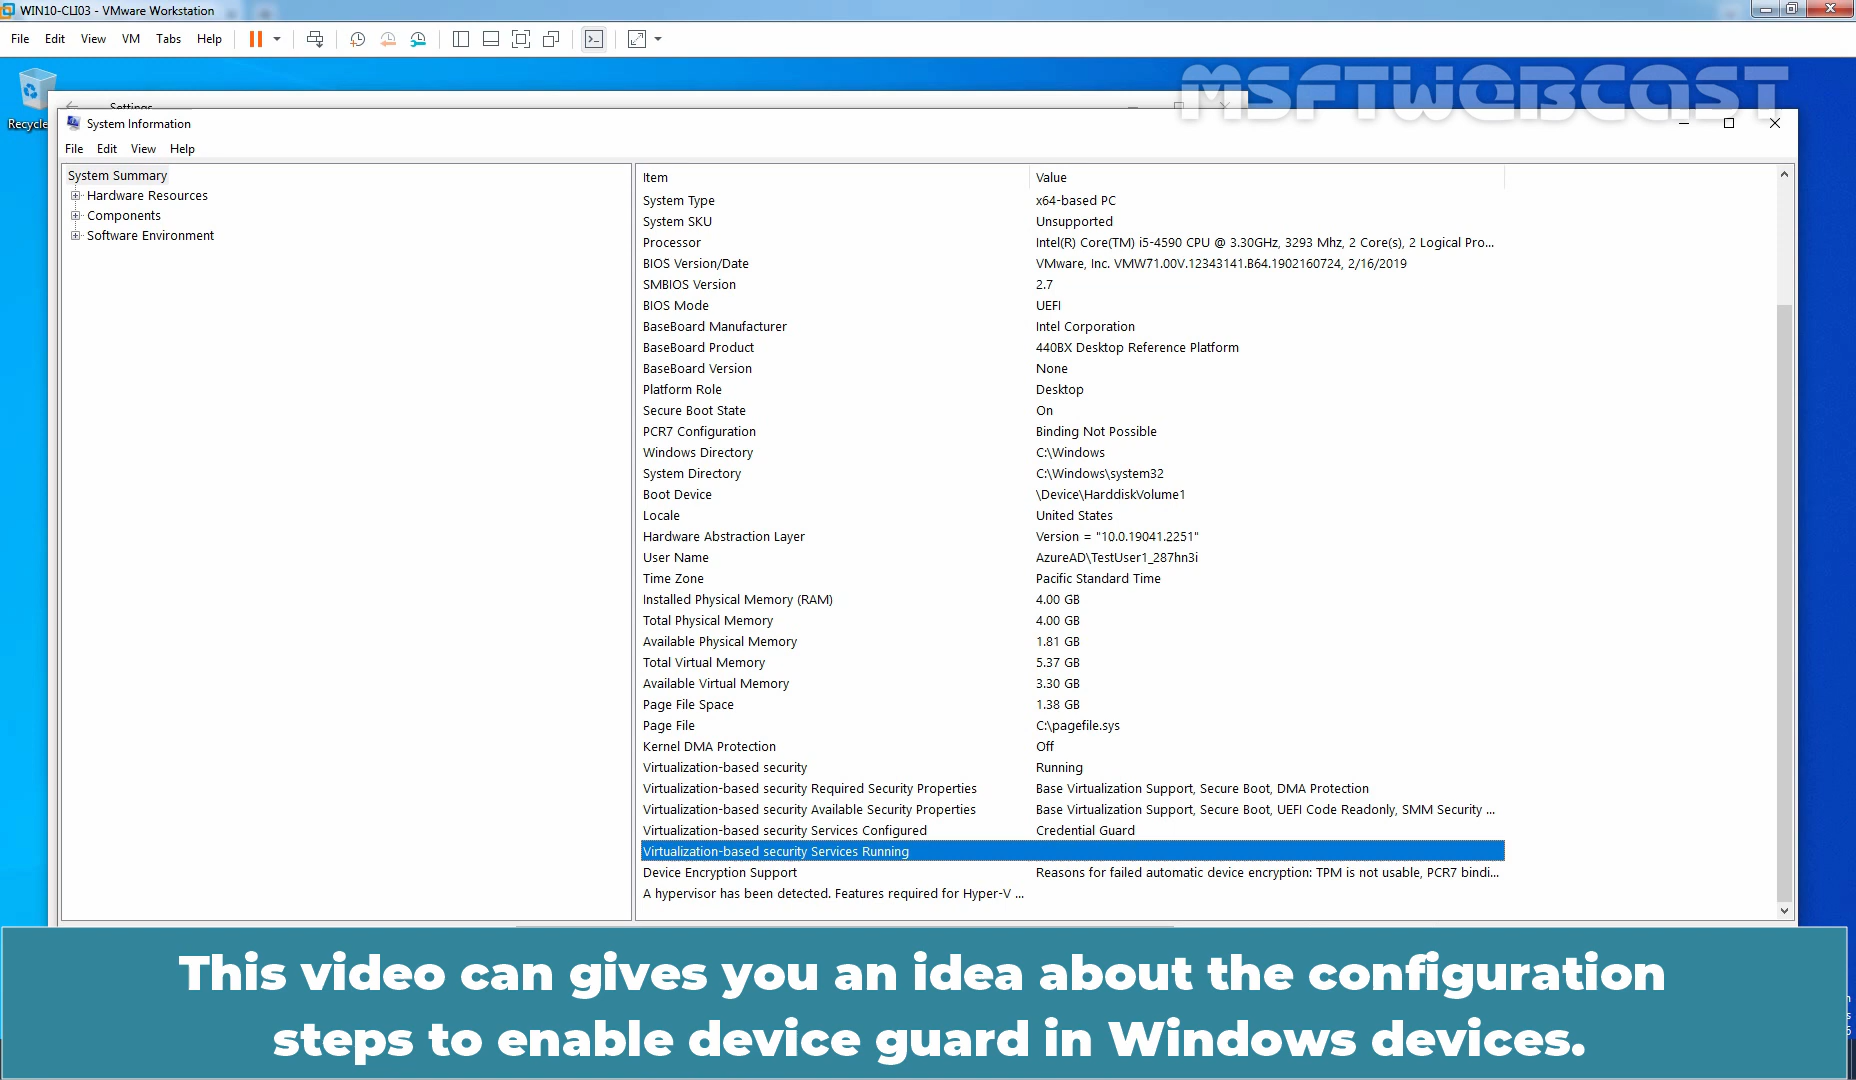 WIN10-CLI03 - VMware Workstation
File Edit View VM Tabs Help
MSFTWEBCAST
Recycle
Settings
System Information
File Edit View Help
System Summary
Hardware Resources
Components
Software Environment
Item Value
System Type x64-based PC
System SKU Unsupported
Processor Intel(R) Core(TM) i5-4590 CPU @ 3.30GHz, 3293 Mhz, 2 Core(s), 2 Logical Pro...
BIOS Version/Date VMware, Inc. VMW71.00V.12343141.B64.1902160724, 2/16/2019
SMBIOS Version 2.7
BIOS Mode UEFI
BaseBoard Manufacturer Intel Corporation
BaseBoard Product 440BX Desktop Reference Platform
BaseBoard Version None
Platform Role Desktop
Secure Boot State On
PCR7 Configuration Binding Not Possible
Windows Directory C:\Windows
System Directory C:\Windows\system32
Boot Device \Device\HarddiskVolume1
Locale United States
Hardware Abstraction Layer Version = "10.0.19041.2251"
User Name AzureAD\TestUser1_287hn3i
Time Zone Pacific Standard Time
Installed Physical Memory (RAM) 4.00 GB
Total Physical Memory 4.00 GB
Available Physical Memory 1.81 GB
Total Virtual Memory 5.37 GB
Available Virtual Memory 3.30 GB
Page File Space 1.38 GB
Page File C:\pagefile.sys
Kernel DMA Protection Off
Virtualization-based security Running
Virtualization-based security Required Security Properties Base Virtualization Support, Secure Boot, DMA Protection
Virtualization-based security Available Security Properties Base Virtualization Support, Secure Boot, UEFI Code Readonly, SMM Security ...
Virtualization-based security Services Configured Credential Guard
Virtualization-based security Services Running
Device Encryption Support Reasons for failed automatic device encryption: TPM is not usable, PCR7 bindi...
A hypervisor has been detected. Features required for Hyper-V ...
This video can gives you an idea about the configuration
steps to enable device guard in Windows devices.